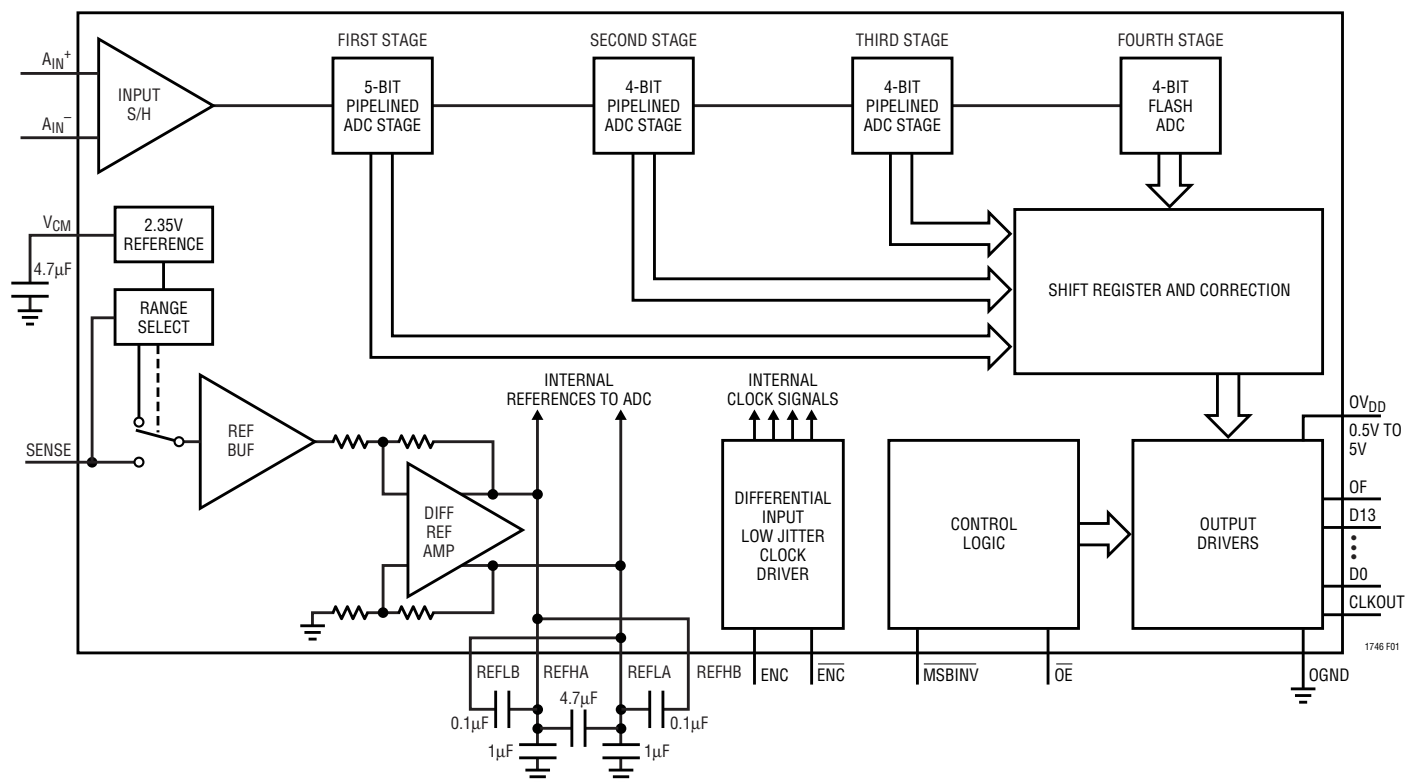 FIRST STAGE
SECOND STAGE
THIRD STAGE
FOURTH STAGE
AIN+
AIN–
INPUT
S/H
5-BIT
PIPELINED
ADC STAGE
4-BIT
PIPELINED
ADC STAGE
4-BIT
PIPELINED
ADC STAGE
4-BIT
FLASH
ADC
VCM
2.35V
REFERENCE
4.7µF
RANGE
SELECT
SHIFT REGISTER AND CORRECTION
SENSE
REF
BUF
INTERNAL
REFERENCES TO ADC
INTERNAL
CLOCK SIGNALS
DIFF
REF
AMP
DIFFERENTIAL
INPUT
LOW JITTER
CLOCK
DRIVER
CONTROL
LOGIC
OUTPUT
DRIVERS
OVDD
0.5V TO
5V
OF
D13
D0
CLKOUT
1746 F01
REFLB
REFHA
REFLA
REFHB
ENC
E̅N̅C̅
M̅S̅B̅I̅N̅V̅
O̅E̅
OGND
4.7µF
0.1µF
0.1µF
1µF
1µF